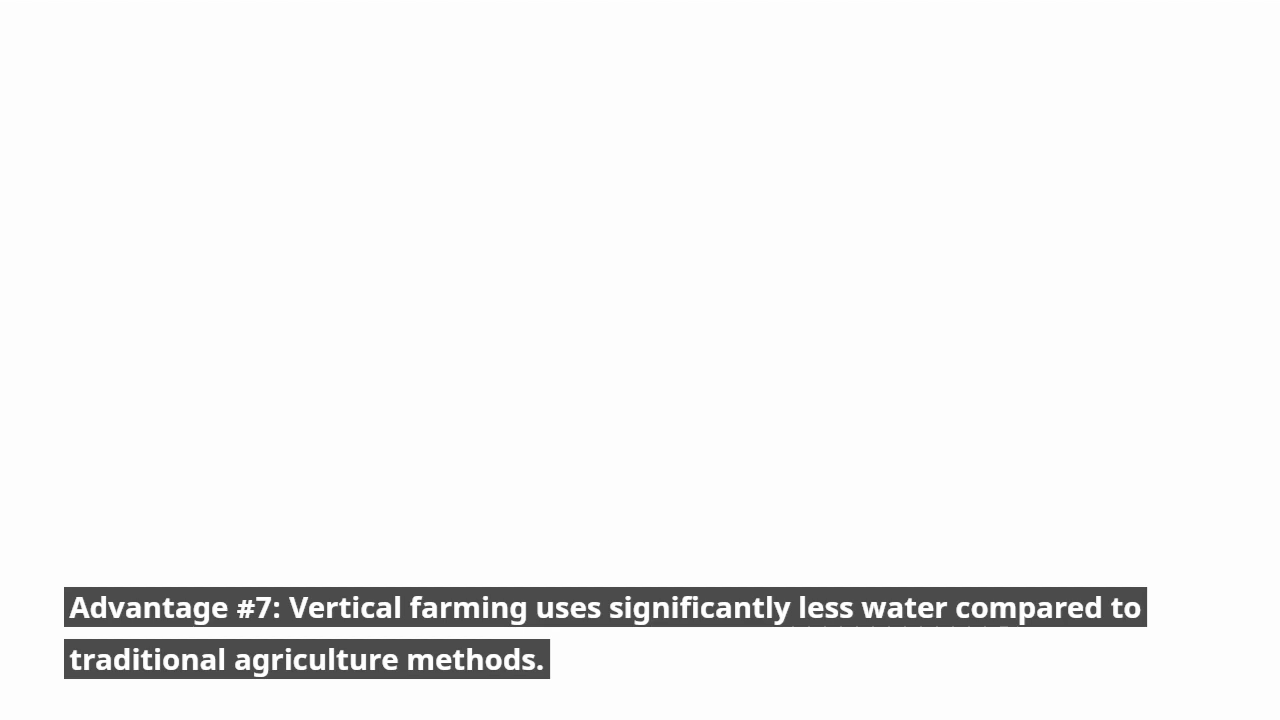 Advantage #7: Vertical farming uses significantly less water compared to
traditional agriculture methods.